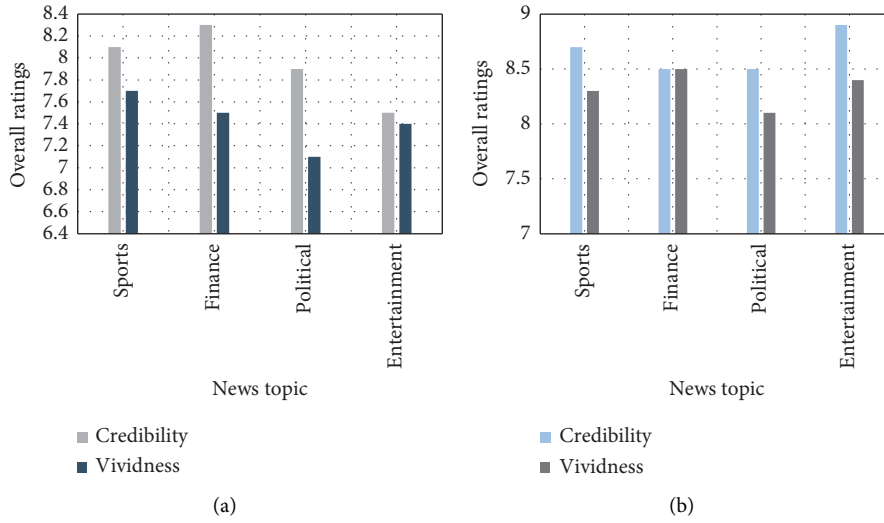 Overall ratings
8.4
8.2
8
7.8
7.6
7.4
7.2
7
6.8
6.6
6.4
Sports
Finance
Political
Entertainment
News topic
Credibility
Vividness
(a)
Overall ratings
9
8.5
8
7.5
7
Sports
Finance
Political
Entertainment
News topic
Credibility
Vividness
(b)